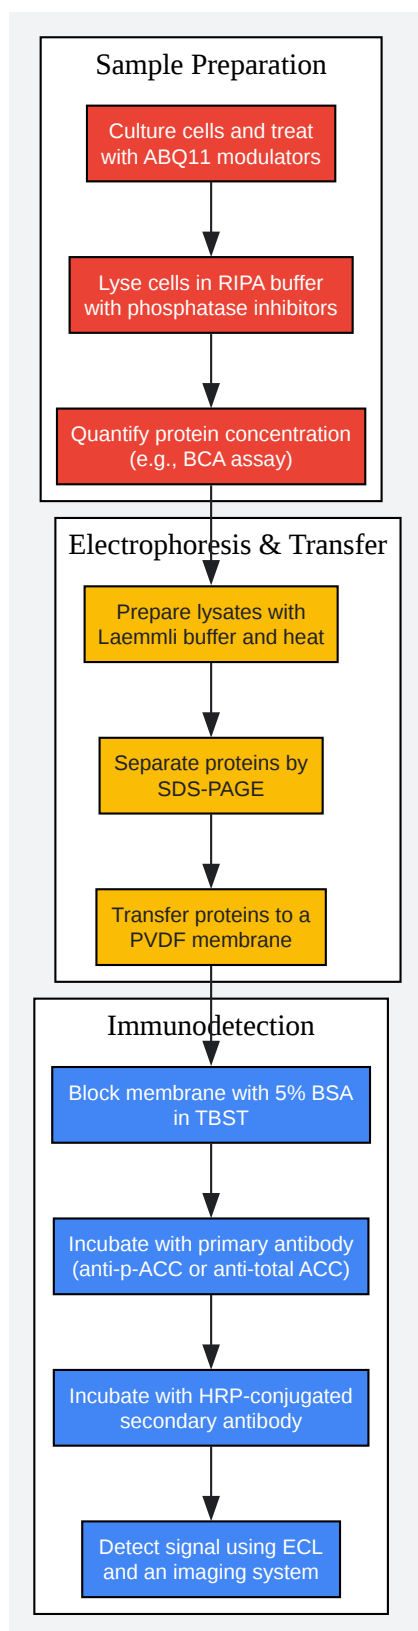 Sample Preparation
Culture cells and treat
with ABQ11 modulators
Lyse cells in RIPA buffer
with phosphatase inhibitors
Quantify protein concentration
(e.g., BCA assay)
Electrophoresis & Transfer
Prepare lysates with
Laemmli buffer and heat
Separate proteins by
SDS-PAGE
Transfer proteins to a
PVDF membrane
Immunodetection
Block membrane with 5% BSA
in TBST
Incubate with primary antibody
(anti-p-ACC or anti-total ACC)
Incubate with HRP-conjugated
secondary antibody
Detect signal using ECL
and an imaging system